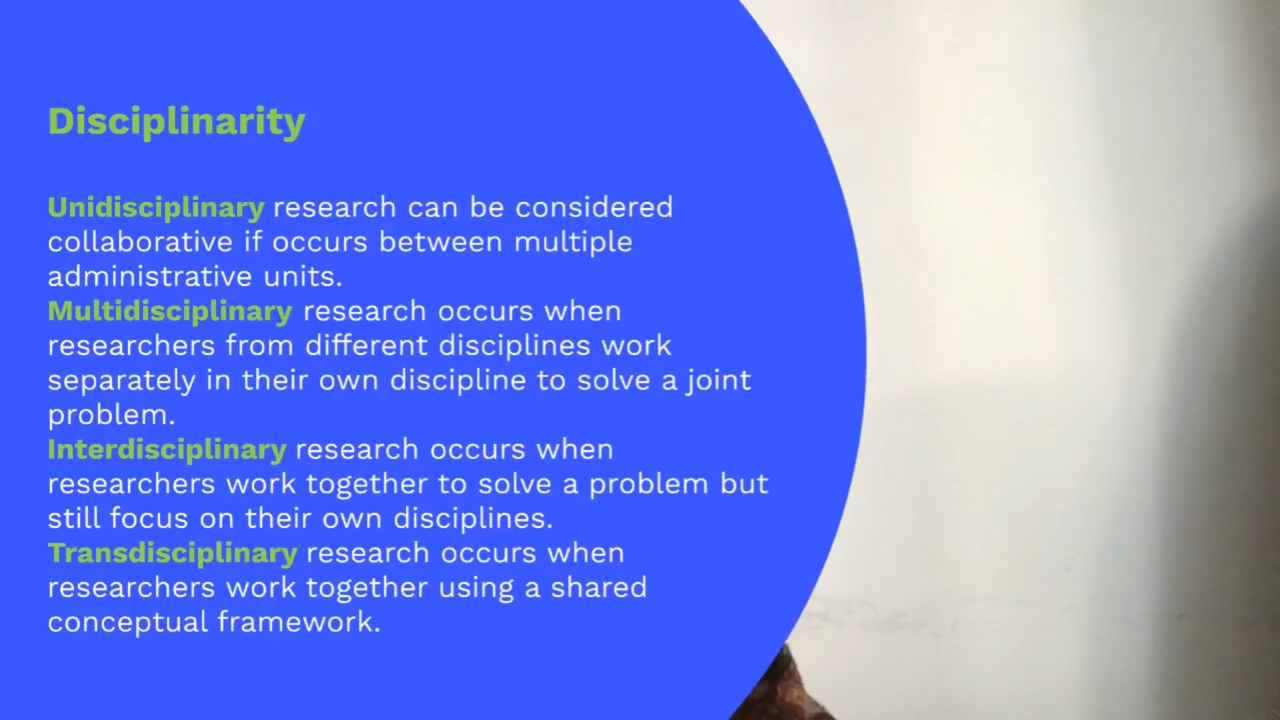 Disciplinarity
Unidisciplinary research can be considered
collaborative if occurs between multiple
administrative units.
Multidisciplinary research occurs when
researchers from different disciplines work
separately in their own discipline to solve a joint
problem.
Interdisciplinary research occurs when
researchers work together to solve a problem but
still focus on their own disciplines.
Transdisciplinary research occurs when
researchers work together using a shared
conceptual framework.